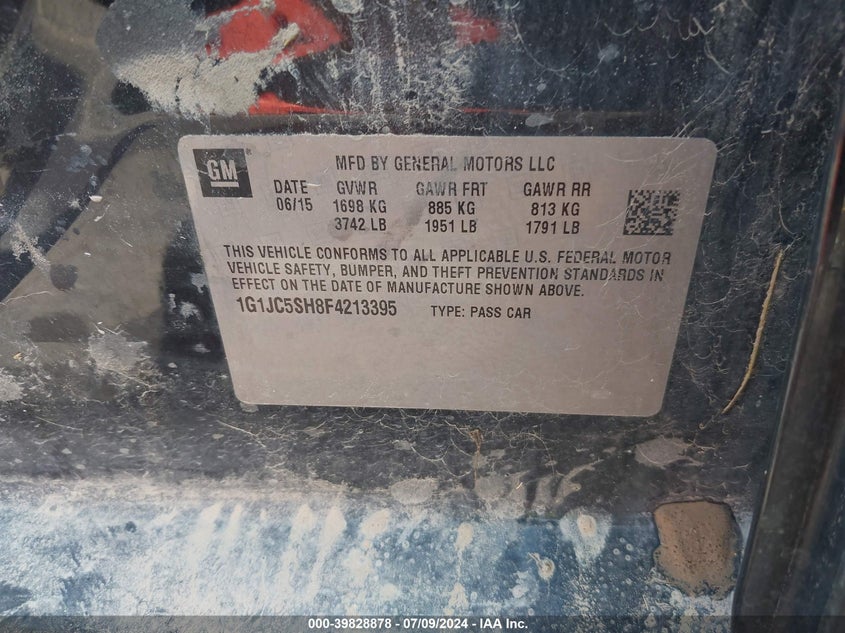 GM
MFD BY GENERAL MOTORS LLC
DATE GVWR GAWR FRT GAWR RR
06/15 1698 KG 885 KG 813 KG
3742 LB 1951 LB 1791 LB
THIS VEHICLE CONFORMS TO ALL APPLICABLE U.S. FEDERAL MOTOR
VEHICLE SAFETY, BUMPER, AND THEFT PREVENTION STANDARDS IN
EFFECT ON THE DATE OF MANUFACTURE SHOWN ABOVE.
1G1JC5SH8F4213395 TYPE: PASS CAR
000-39828878 - 07/09/2024 - IAA Inc.